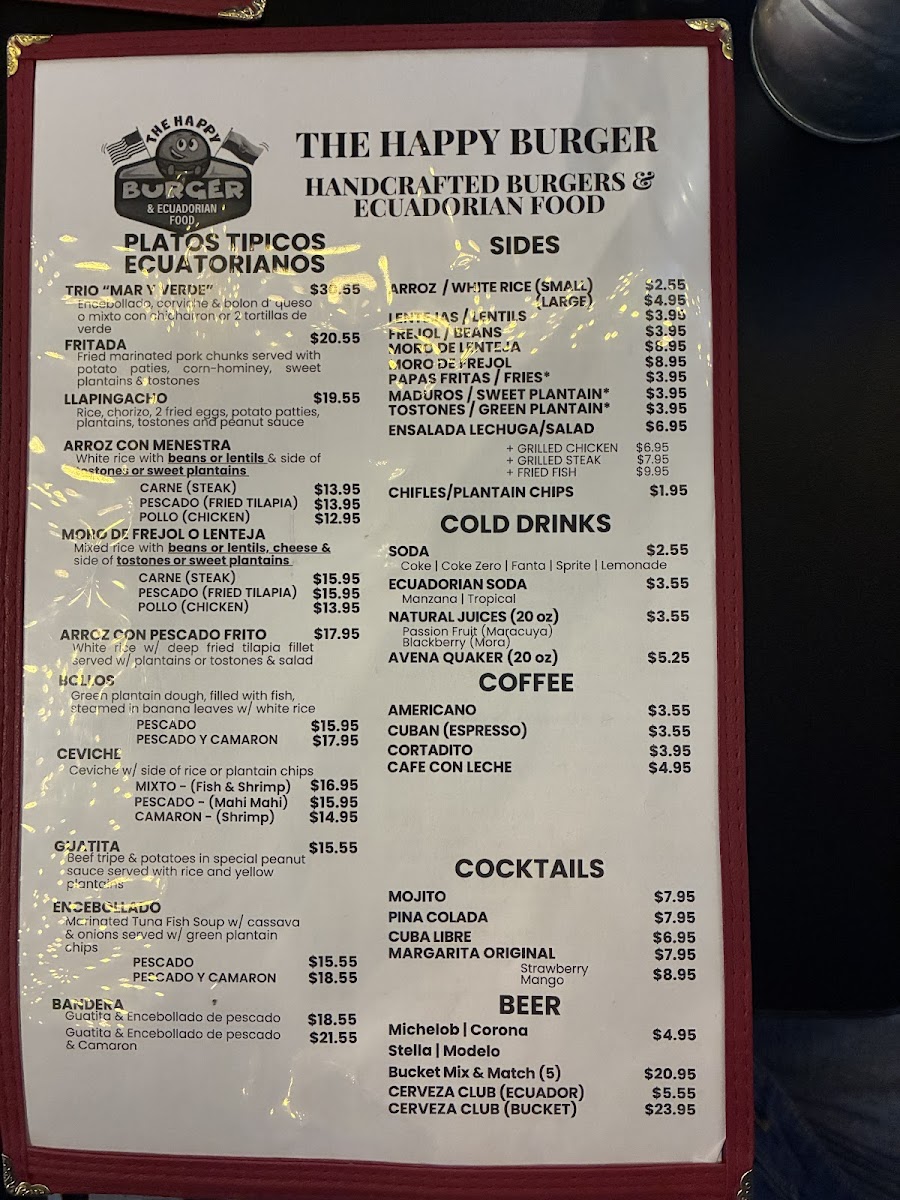 THE HAPPY
BURGER
& ECUADORIAN
FOOD
THE HAPPY BURGER
HANDCRAFTED BURGERS &
ECUADORIAN FOOD
PLATOS TIPICOS
ECUATORIANOS
TRIO “MAR Y VERDE”
Encebollado, corviche & bolon d' queso
o mixto con chicharron or 2 tortillas de
verde
FRITADA $20.55
Fried marinated pork chunks served with
potato paties, corn-hominey, sweet
plantains & tostones
LLAPINGACHO $19.55
Rice, chorizo, 2 fried eggs, potato patties,
plantains, tostones and peanut sauce
ARROZ CON MENESTRA
White rice with beans or lentils & side of
tostones or sweet plantains
CARNE (STEAK) $13.95
PESCADO (FRIED TILAPIA) $13.95
POLLO (CHICKEN) $12.95
MORO DE FREJOL O LENTEJA
Mixed rice with beans or lentils, cheese &
side of tostones or sweet plantains
CARNE (STEAK) $15.95
PESCADO (FRIED TILAPIA) $15.95
POLLO (CHICKEN) $13.95
ARROZ CON PESCADO FRITO $17.95
White rice w/ deep fried tilapia fillet
served w/ plantains or tostones & salad
BOLLOS
Green plantain dough, filled with fish,
steamed in banana leaves w/ white rice
PESCADO $15.95
PESCADO Y CAMARON $17.95
CEVICHE
Ceviche w/ side of rice or plantain chips
MIXTO - (Fish & Shrimp) $16.95
PESCADO - (Mahi Mahi) $15.95
CAMARON - (Shrimp) $14.95
GUATITA $15.55
Beef tripe & potatoes in special peanut
sauce served with rice and yellow
plantains
ENCEBOLLADO
Marinated Tuna Fish Soup w/ cassava
& onions served w/ green plantain
chips
PESCADO $15.55
PESCADO Y CAMARON $18.55
BANDERA
Guatita & Encebollado de pescado $18.55
Guatita & Encebollado de pescado $21.55
& Camaron
SIDES
ARROZ / WHITE RICE (SMALL) $2.55
(LARGE) $4.95
LENTEJAS / LENTILS $3.95
FREJOL / BEANS $3.95
MORO DE LENTEJA $8.95
MORO DE FREJOL $8.95
PAPAS FRITAS / FRIES* $3.95
MADUROS / SWEET PLANTAIN* $3.95
TOSTONES / GREEN PLANTAIN* $3.95
ENSALADA LECHUGA/SALAD $6.95
+ GRILLED CHICKEN $6.95
+ GRILLED STEAK $7.95
+ FRIED FISH $9.95
CHIFLES/PLANTAIN CHIPS $1.95
COLD DRINKS
SODA $2.55
Coke | Coke Zero | Fanta | Sprite | Lemonade
ECUADORIAN SODA $3.55
Manzana | Tropical
NATURAL JUICES (20 oz) $3.55
Passion Fruit (Maracuya)
Blackberry (Mora)
AVENA QUAKER (20 oz) $5.25
COFFEE
AMERICANO $3.55
CUBAN (ESPRESSO) $3.55
CORTADITO $3.95
CAFE CON LECHE $4.95
COCKTAILS
MOJITO $7.95
PINA COLADA $7.95
CUBA LIBRE $6.95
MARGARITA ORIGINAL $7.95
Strawberry $8.95
Mango
BEER
Michelob | Corona $4.95
Stella | Modelo
Bucket Mix & Match (5) $20.95
CERVEZA CLUB (ECUADOR) $5.55
CERVEZA CLUB (BUCKET) $23.95